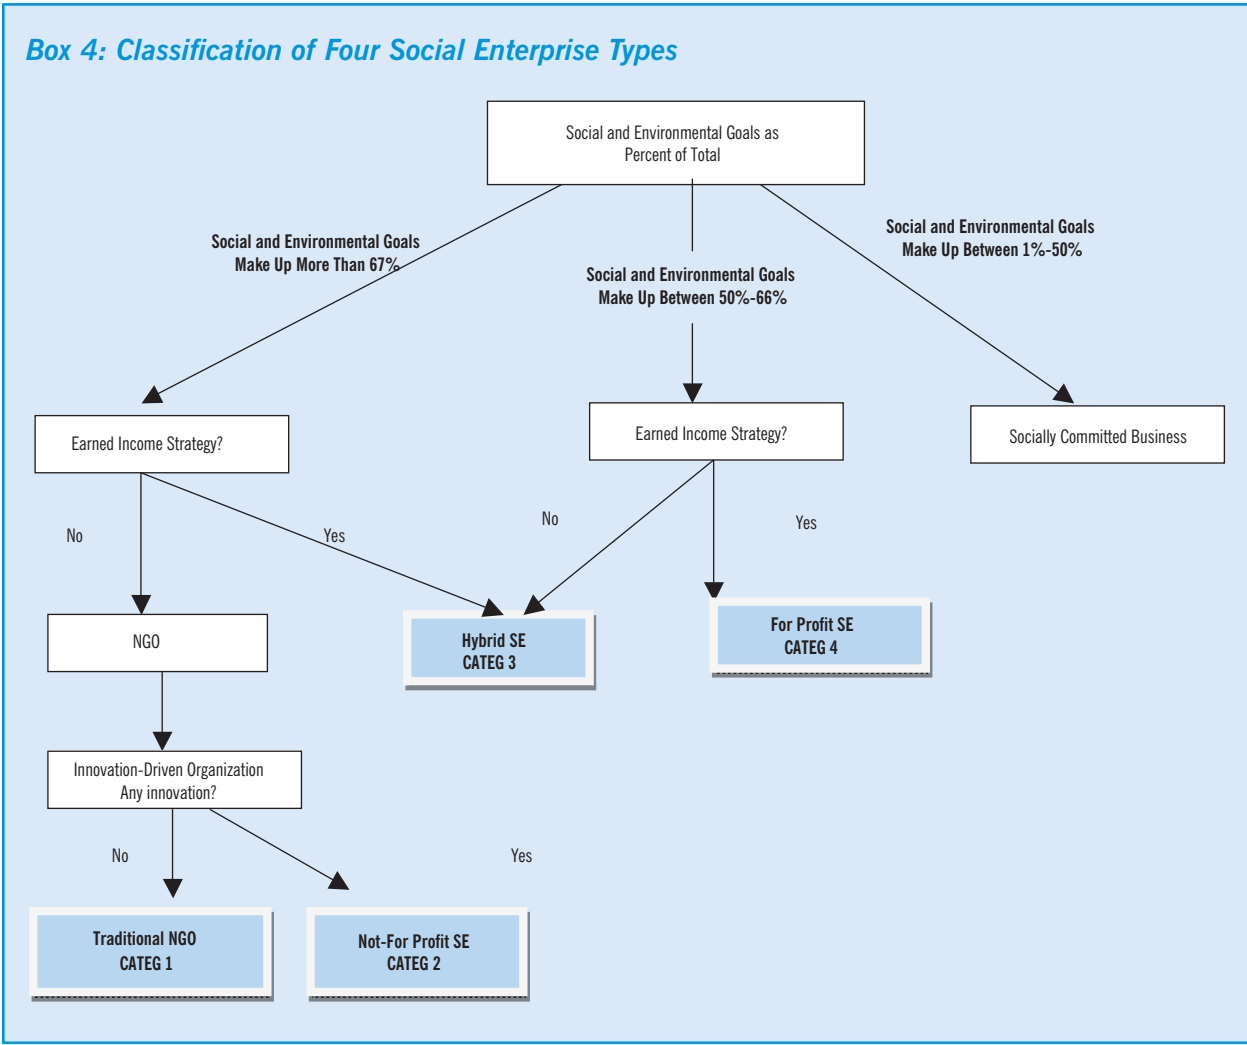 Box 4: Classification of Four Social Enterprise Types
Social and Environmental Goals as
Percent of Total
Social and Environmental Goals
Make Up More Than 67%
Social and Environmental Goals
Make Up Between 50%-66%
Social and Environmental Goals
Make Up Between 1%-50%
Earned Income Strategy?
Earned Income Strategy?
Socially Committed Business
No
Yes
No
Yes
NGO
Hybrid SE
CATEG 3
For Profit SE
CATEG 4
Innovation-Driven Organization
Any innovation?
No
Yes
Traditional NGO
CATEG 1
Not-For Profit SE
CATEG 2